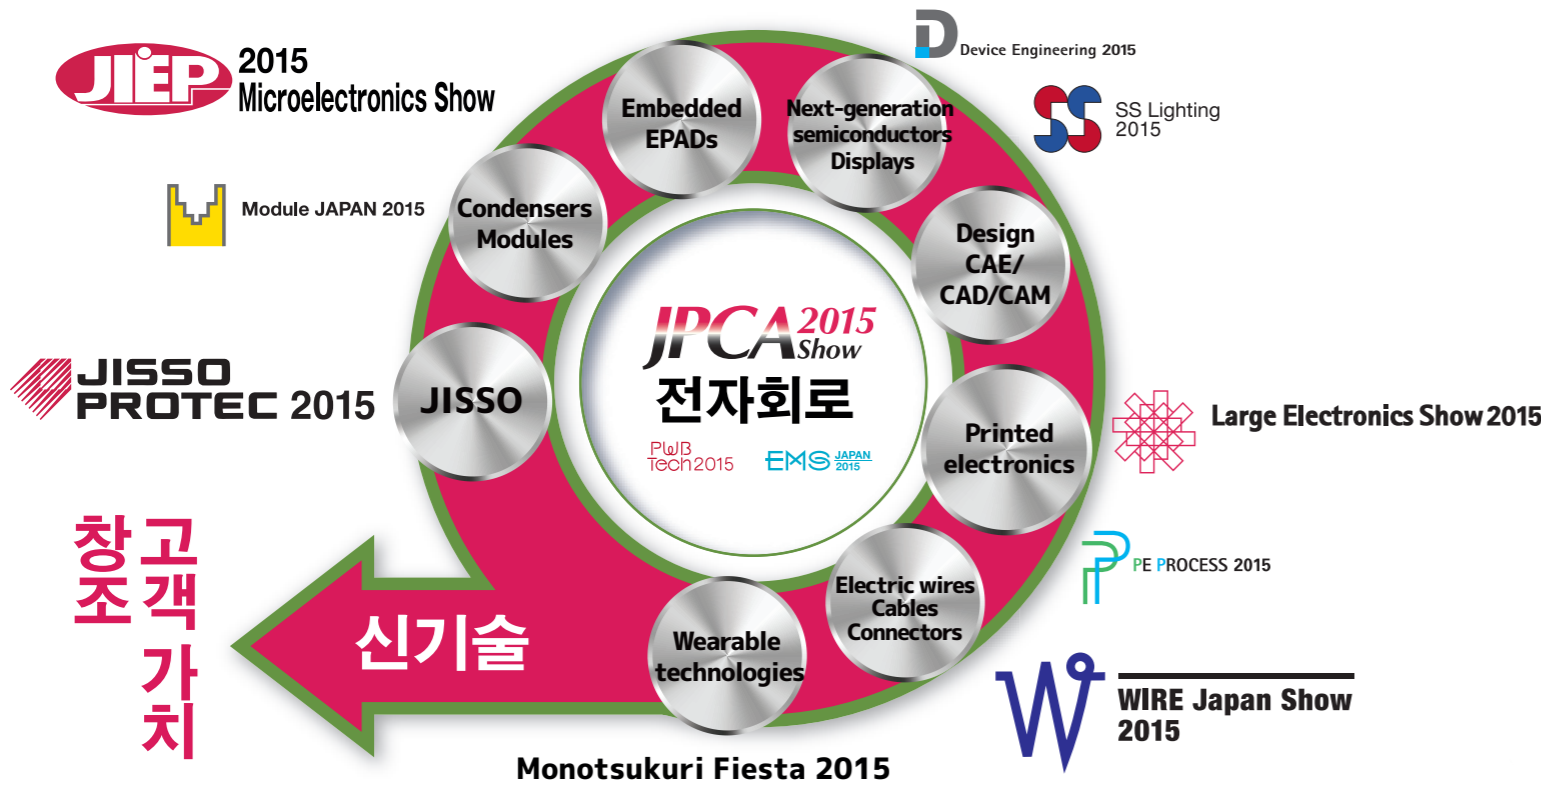 JIEP
2015
Microelectronics Show
Module JAPAN 2015
JISSO
PROTEC 2015
Device Engineering 2015
SS Lighting
2015
Large Electronics Show 2015
PE PROCESS 2015
WIRE Japan Show
2015
Monotsukuri Fiesta 2015
Embedded
EPADs
Next-generation
semiconductors
Displays
Condensers
Modules
Design
CAE/
CAD/CAM
JISSO
Printed
electronics
Electric wires
Cables
Connectors
Wearable
technologies
JPCA 2015
Show
전자회로
PWB
Tech 2015
EMS JAPAN
2015
신기술
고객 가치
창조